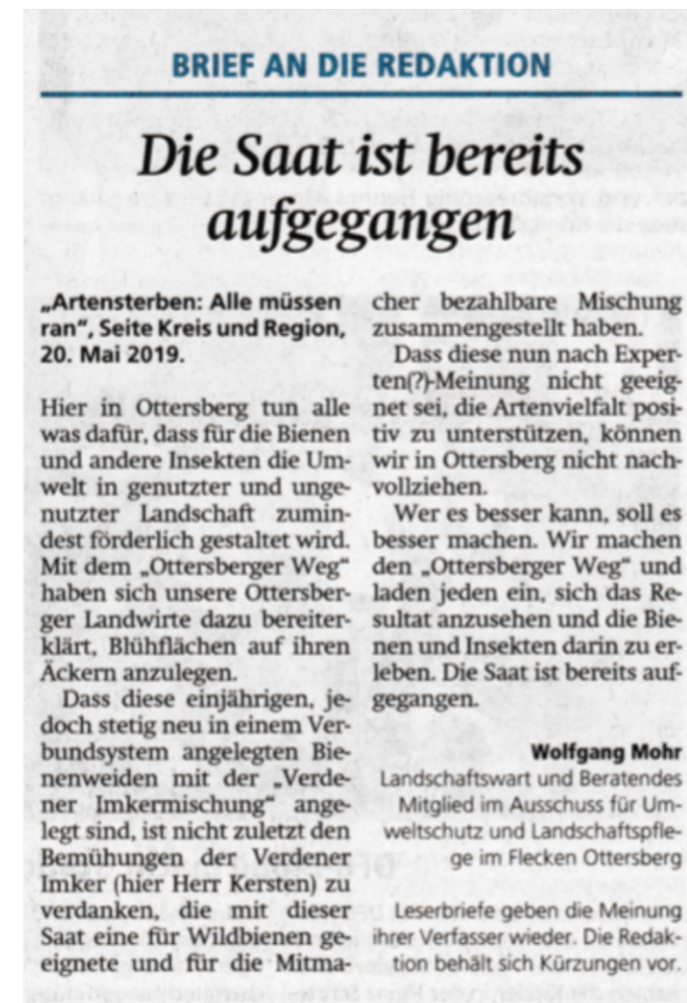 BRIEF AN DIE REDAKTION
Die Saat ist bereits
aufgegangen
„Artensterben: Alle müssen
ran“, Seite Kreis und Region,
20. Mai 2019.
Hier in Ottersberg tun alle
was dafür, dass für die Bienen
und andere Insekten die Um-
welt in genutzter und unge-
nutzter Landschaft zumin-
dest förderlich gestaltet wird.
Mit dem „Ottersberger Weg“
haben sich unsere Ottersber-
ger Landwirte dazu bereiter-
klärt, Blühflächen auf ihren
Äckern anzulegen.
Dass diese einjährigen, je-
doch stetig neu in einem Ver-
bundsystem angelegten Bie-
nenweiden mit der „Verde-
ner Imkermischung“ ange-
legt sind, ist nicht zuletzt den
Bemühungen der Verdener
Imker (hier Herr Kersten) zu
verdanken, die mit dieser
Saat eine für Wildbienen ge-
eignete und für die Mitma-
cher bezahlbare Mischung
zusammengestellt haben.
Dass diese nun nach Exper-
ten(?)-Meinung nicht geeig-
net sei, die Artenvielfalt posi-
tiv zu unterstützen, können
wir in Ottersberg nicht nach-
vollziehen.
Wer es besser kann, soll es
besser machen. Wir machen
den „Ottersberger Weg“ und
laden jeden ein, sich das Re-
sultat anzusehen und die Bie-
nen und Insekten darin zu er-
leben. Die Saat ist bereits auf-
gegangen.
Wolfgang Mohr
Landschaftswart und Beratendes
Mitglied im Ausschuss für Um-
weltschutz und Landschaftspfle-
ge im Flecken Ottersberg
Leserbriefe geben die Meinung
ihrer Verfasser wieder. Die Redak-
tion behält sich Kürzungen vor.